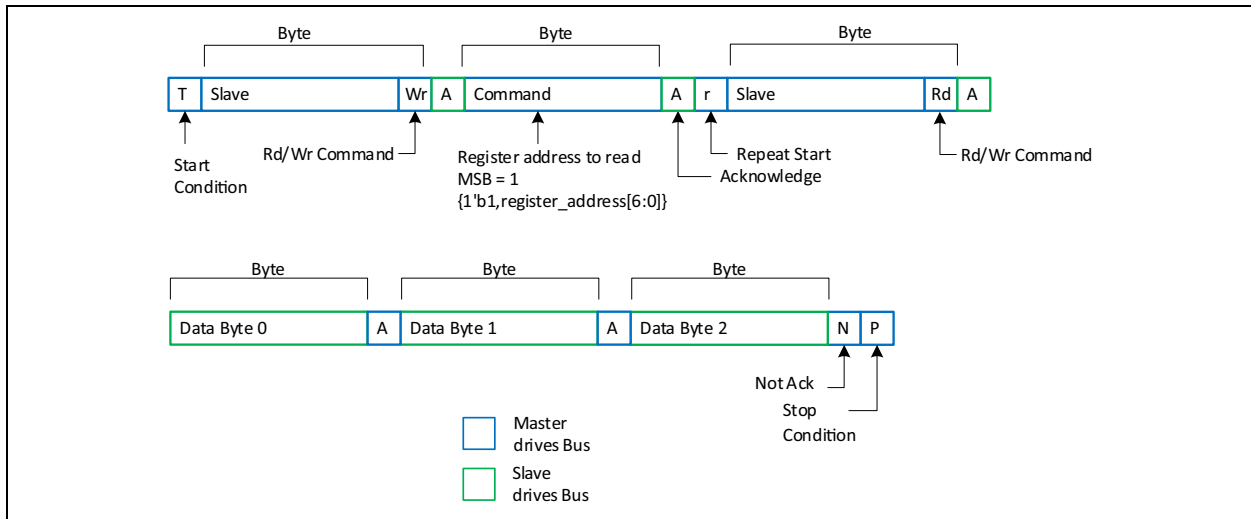 Byte Byte Byte
T Slave Wr A Command A r Slave Rd A
Start
Condition
Rd/Wr Command
Register address to read
MSB = 1
{1'b1,register_address[6:0]}
Repeat Start
Acknowledge
Rd/Wr Command
Byte Byte Byte
Data Byte 0 A Data Byte 1 A Data Byte 2 N P
Not Ack
Stop
Condition
Master
drives Bus
Slave
drives Bus